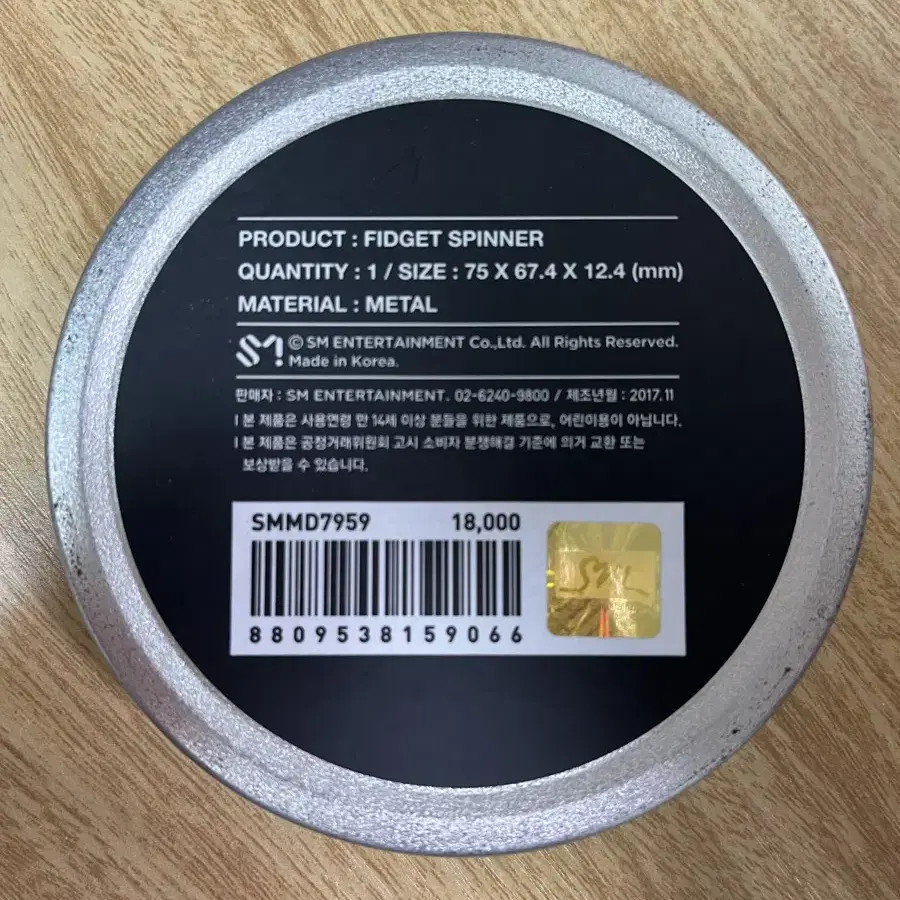 PRODUCT : FIDGET SPINNER
QUANTITY : 1 / SIZE : 75 X 67.4 X 12.4 (mm)
MATERIAL : METAL
SM! © SM ENTERTAINMENT Co.,Ltd. All Rights Reserved.
Made in Korea.
판매자 : SM ENTERTAINMENT. 02-6240-9800 / 제조년월 : 2017.11
| 본 제품은 사용연령 만 14세 이상 분들을 위한 제품으로, 어린이용이 아닙니다.
| 본 제품은 공정거래위원회 고시 소비자 분쟁해결 기준에 의거 교환 또는
보상받을 수 있습니다.
SMMD7959 18,000
8809538159066